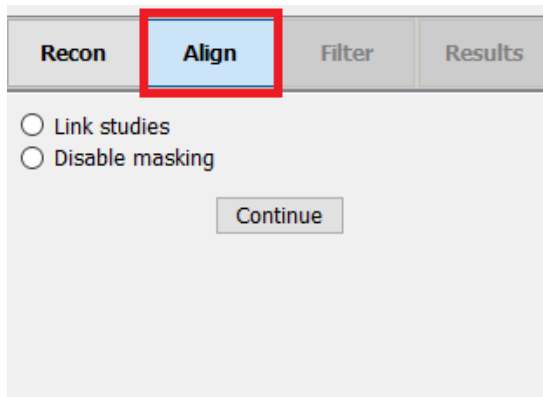 Recon Align Filter Results
Link studies
Disable masking
Continue